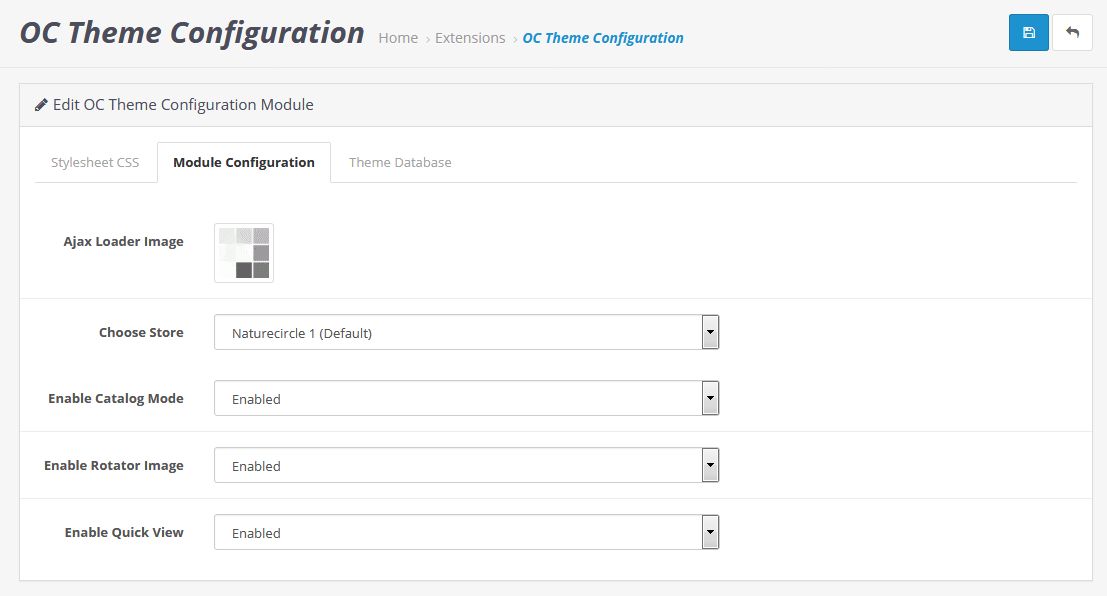 OC Theme Configuration Home › Extensions › OC Theme Configuration
Edit OC Theme Configuration Module
Stylesheet CSS Module Configuration Theme Database
Ajax Loader Image
Choose Store Naturecircle 1 (Default)
Enable Catalog Mode Enabled
Enable Rotator Image Enabled
Enable Quick View Enabled